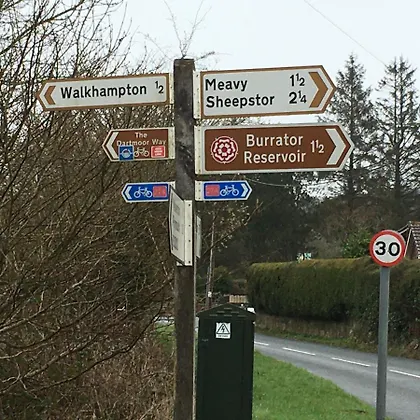 Walkhampton ½
Meavy 1½
Sheepstor 2¼
The
Dartmoor Way
Burrator
Reservoir 1½
30